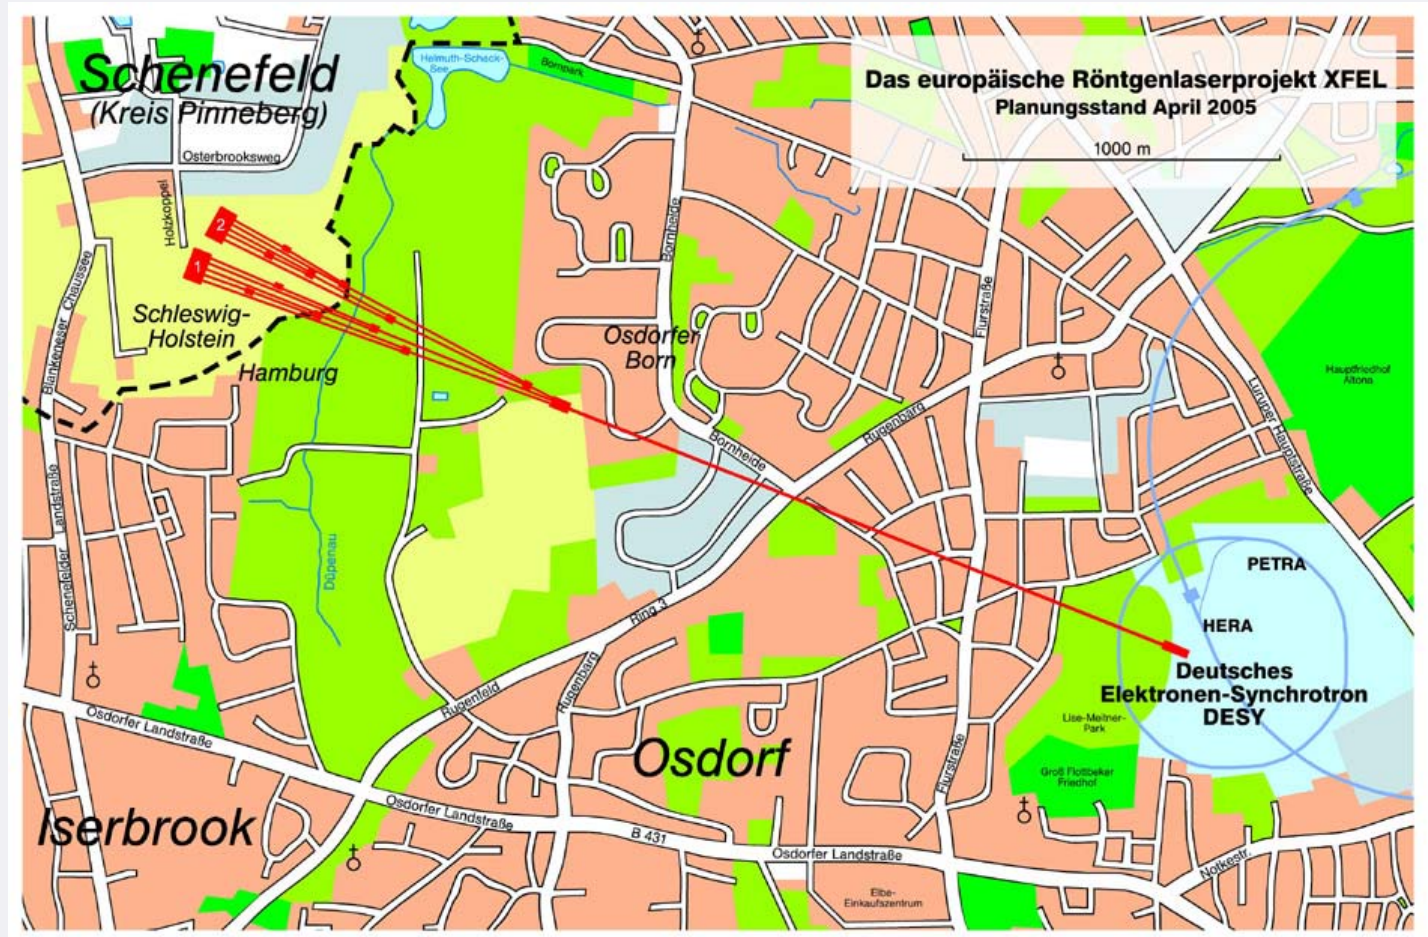 Schenefeld
(Kreis Pinneberg)
Helmuth-Schack-
See
Bornpark
Das europäische Röntgenlaserprojekt XFEL
Planungsstand April 2005
1000 m
Osterbrooksweg
Holzkoppel
2
1
Bornheide
Blankeneser Chaussee
Schleswig-
Holstein
Hamburg
Osdorfer
Born
Flurstraße
Hauptfriedhof
Altona
Luruper Hauptstraße
Rugenbarg
Bornheide
Schenefelder Landstraße
Düpenau
PETRA
HERA
Ring 3
Deutsches
Elektronen-Synchrotron
DESY
Rugenfeld
Rugenbarg
Lise-Meitner-
Park
Osdorfer Landstraße
Osdorf
Flurstraße
Groß Flottbeker
Friedhof
Iserbrook
Osdorfer Landstraße
B 431
Osdorfer Landstraße
Notkestr.
Elbe-
Einkaufszentrum